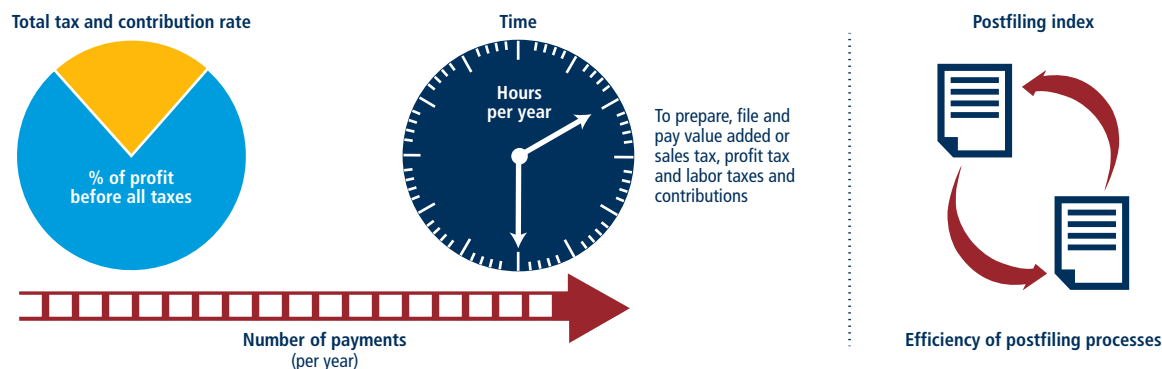 Total tax and contribution rate
% of profit
before all taxes
Time
Hours
per year
To prepare, file and
pay value added or
sales tax, profit tax
and labor taxes and
contributions
Number of payments
(per year)
Postfiling index
Efficiency of postfiling processes